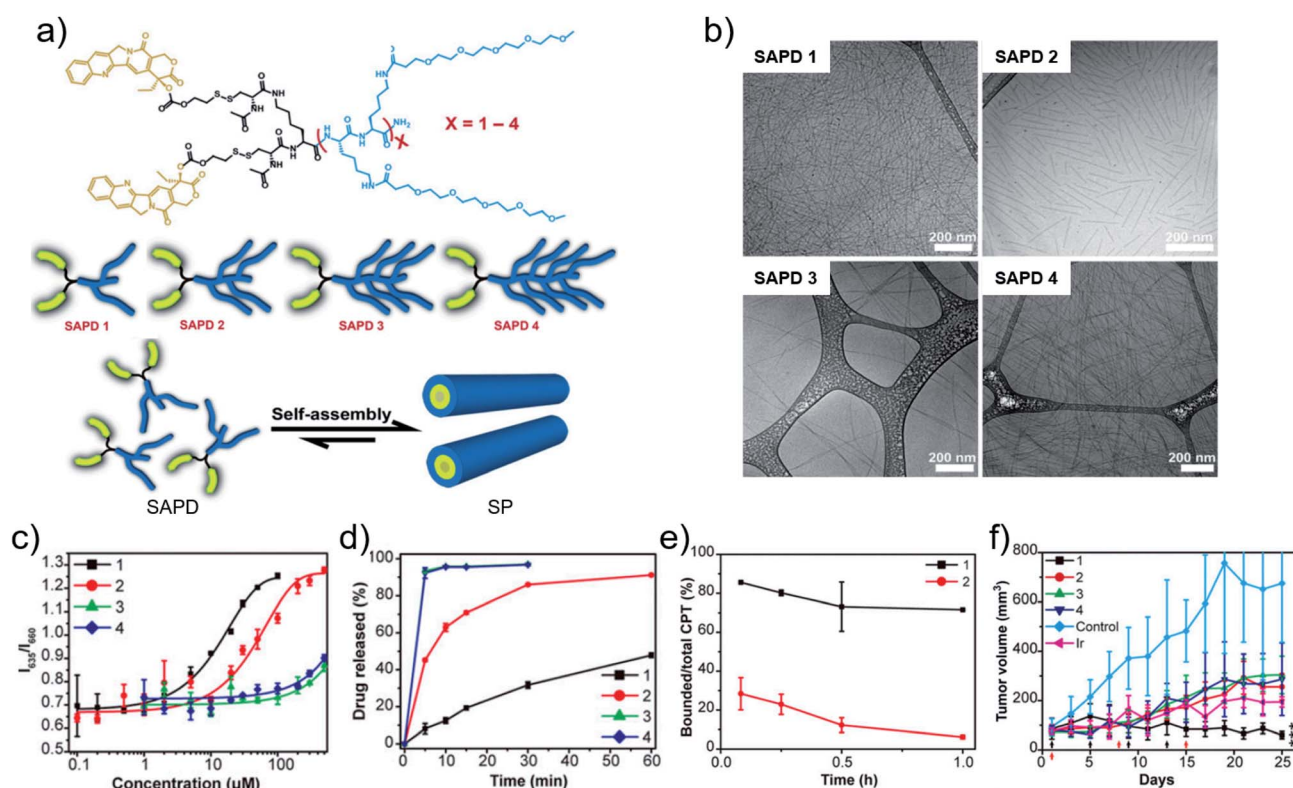 a)
O
O
N
N
O
O
O
O
O
S
S
O
N
H
H
N
O
N
H
O
H
N
N
H
O
NH₂
X
HN
O
O
O
O
O
O
X = 1 – 4
O
O
S
S
O
N
H
HN
O
O
O
O
O
O
SAPD 1
SAPD 2
SAPD 3
SAPD 4
Self-assembly
SAPD
SP
b)
SAPD 1
200 nm
SAPD 2
200 nm
SAPD 3
200 nm
SAPD 4
200 nm
c)
1
2
3
4
1.3
1.2
1.1
1.0
0.9
0.8
0.7
0.6
0.5
I₆₃₅/I₆₆₀
0.1 1 10 100
Concentration (µM)
d)
1
2
3
4
100
80
60
40
20
0
Drug released (%)
0 10 20 30 40 50 60
Time (min)
e)
1
2
100
80
60
40
20
0
Bounded/total CPT (%)
0.0 0.5 1.0
Time (h)
f)
1
2
3
4
Control
Ir
800
600
400
200
0
Tumor volume (mm³)
0 5 10 15 20 25
Days